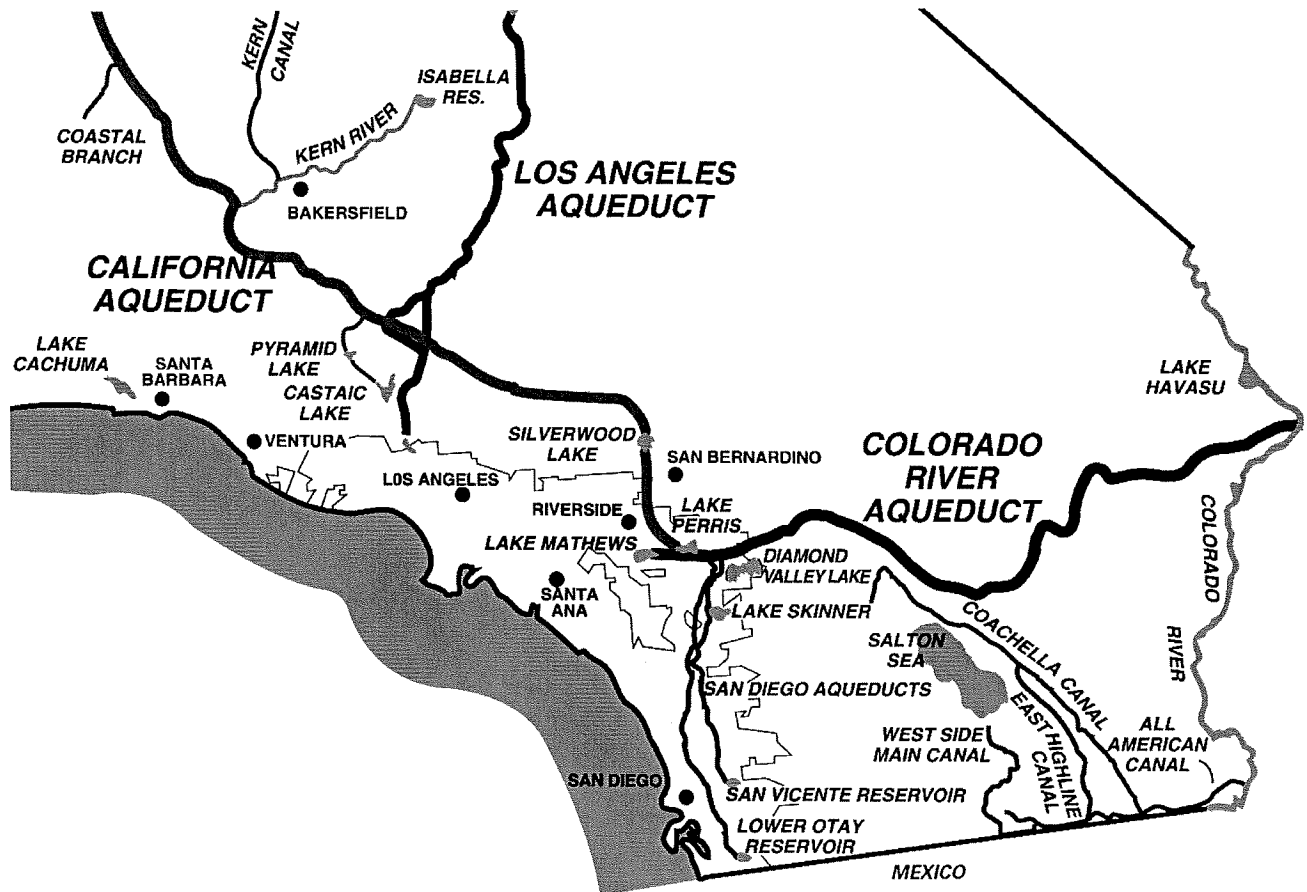 KERN
CANAL
ISABELLA
RES.
COASTAL
BRANCH
KERN RIVER
LOS ANGELES
AQUEDUCT
BAKERSFIELD
CALIFORNIA
AQUEDUCT
LAKE
CACHUMA
SANTA
BARBARA
PYRAMID
LAKE
CASTAIC
LAKE
LAKE
HAVASU
VENTURA
SILVERWOOD
LAKE
SAN BERNARDINO
COLORADO
RIVER
AQUEDUCT
LOS ANGELES
RIVERSIDE
LAKE
PERRIS
LAKE MATHEWS
DIAMOND
VALLEY LAKE
SANTA
ANA
LAKE SKINNER
COLORADO
RIVER
SALTON
SEA
COACHELLA CANAL
SAN DIEGO AQUEDUCTS
EAST HIGHLINE
CANAL
WEST SIDE
MAIN CANAL
ALL
AMERICAN
CANAL
SAN DIEGO
SAN VICENTE RESERVOIR
LOWER OTAY
RESERVOIR
MEXICO